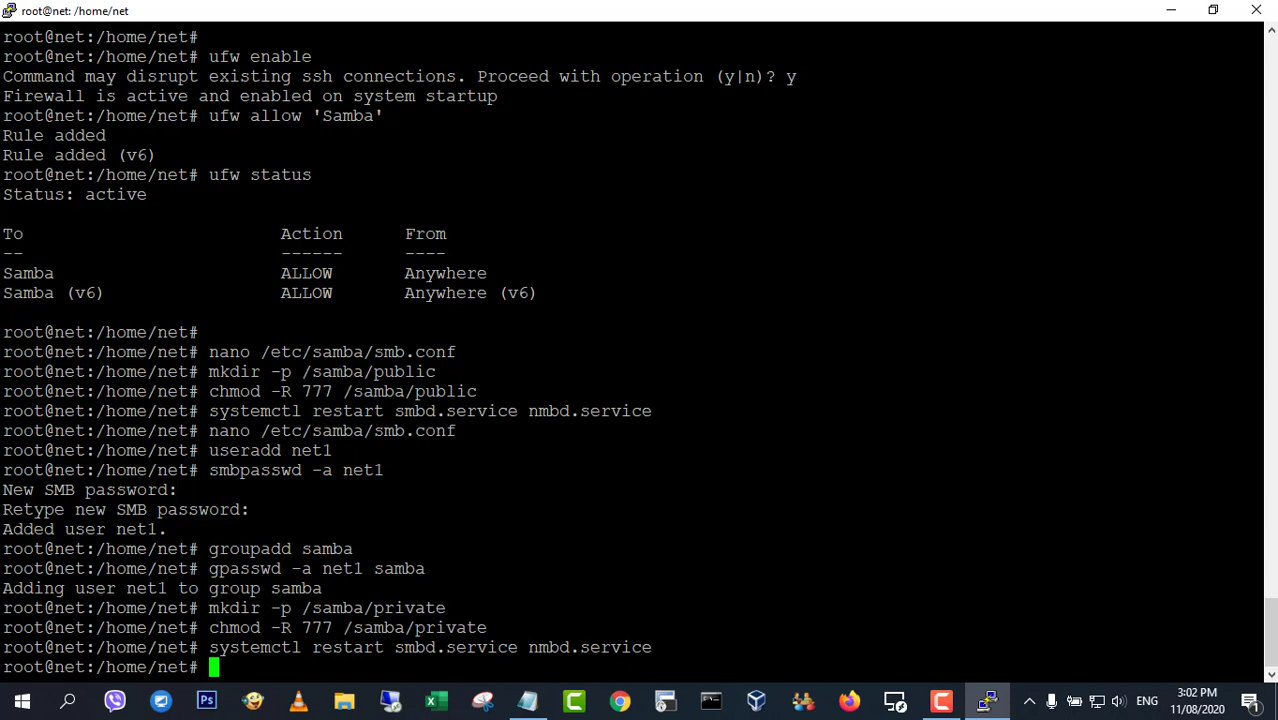 root@net: /home/net
root@net:/home/net#
root@net:/home/net# ufw enable
Command may disrupt existing ssh connections. Proceed with operation (y|n)? y
Firewall is active and enabled on system startup
root@net:/home/net# ufw allow 'Samba'
Rule added
Rule added (v6)
root@net:/home/net# ufw status
Status: active
To                         Action      From
--                         ------      ----
Samba                      ALLOW       Anywhere
Samba (v6)                 ALLOW       Anywhere (v6)
root@net:/home/net#
root@net:/home/net# nano /etc/samba/smb.conf
root@net:/home/net# mkdir -p /samba/public
root@net:/home/net# chmod -R 777 /samba/public
root@net:/home/net# systemctl restart smbd.service nmbd.service
root@net:/home/net# nano /etc/samba/smb.conf
root@net:/home/net# useradd net1
root@net:/home/net# smbpasswd -a net1
New SMB password:
Retype new SMB password:
Added user net1.
root@net:/home/net# groupadd samba
root@net:/home/net# gpasswd -a net1 samba
Adding user net1 to group samba
root@net:/home/net# mkdir -p /samba/private
root@net:/home/net# chmod -R 777 /samba/private
root@net:/home/net# systemctl restart smbd.service nmbd.service
root@net:/home/net#
Ps
ENG
3:02 PM
11/08/2020
1